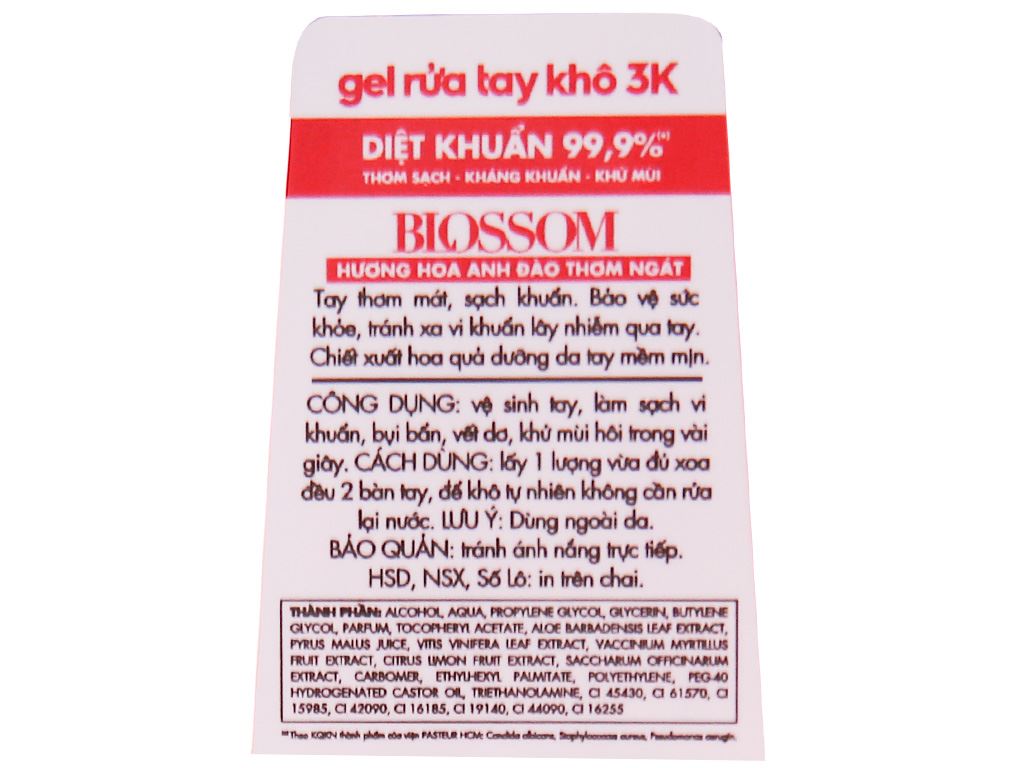 gel rửa tay khô 3K
DIỆT KHUẨN 99,9%(*)
THƠM SẠCH - KHÁNG KHUẨN - KHỬ MÙI
BLOSSOM
HƯƠNG HOA ANH ĐÀO THƠM NGÁT
Tay thơm mát, sạch khuẩn. Bảo vệ sức
khỏe, tránh xa vi khuẩn lây nhiễm qua tay.
Chiết xuất hoa quả dưỡng da tay mềm mịn.
CÔNG DỤNG: vệ sinh tay, làm sạch vi
khuẩn, bụi bẩn, vết dơ, khử mùi hôi trong vài
giây. CÁCH DÙNG: lấy 1 lượng vừa đủ xoa
đều 2 bàn tay, để khô tự nhiên không cần rửa
lại nước. LƯU Ý: Dùng ngoài da.
BẢO QUẢN: tránh ánh nắng trực tiếp.
HSD, NSX, Số Lô: in trên chai.
THÀNH PHẦN: ALCOHOL, AQUA, PROPYLENE GLYCOL, GLYCERIN, BUTYLENE
GLYCOL, PARFUM, TOCOPHERYL ACETATE, ALOE BARBADENSIS LEAF EXTRACT,
PYRUS MALUS JUICE, VITIS VINIFERA LEAF EXTRACT, VACCINIUM MYRTILLUS
FRUIT EXTRACT, CITRUS LIMON FRUIT EXTRACT, SACCHARUM OFFICINARUM
EXTRACT, CARBOMER, ETHYLHEXYL PALMITATE, POLYETHYLENE, PEG-40
HYDROGENATED CASTOR OIL, TRIETHANOLAMINE, CI 45430, CI 61570, CI
15985, CI 42090, CI 16185, CI 19140, CI 44090, CI 16255
(*) Theo KQKN thành phẩm của viện PASTEUR HCM: Candida albicans, Staphylococcus aureus, Pseudomonas aerugin.